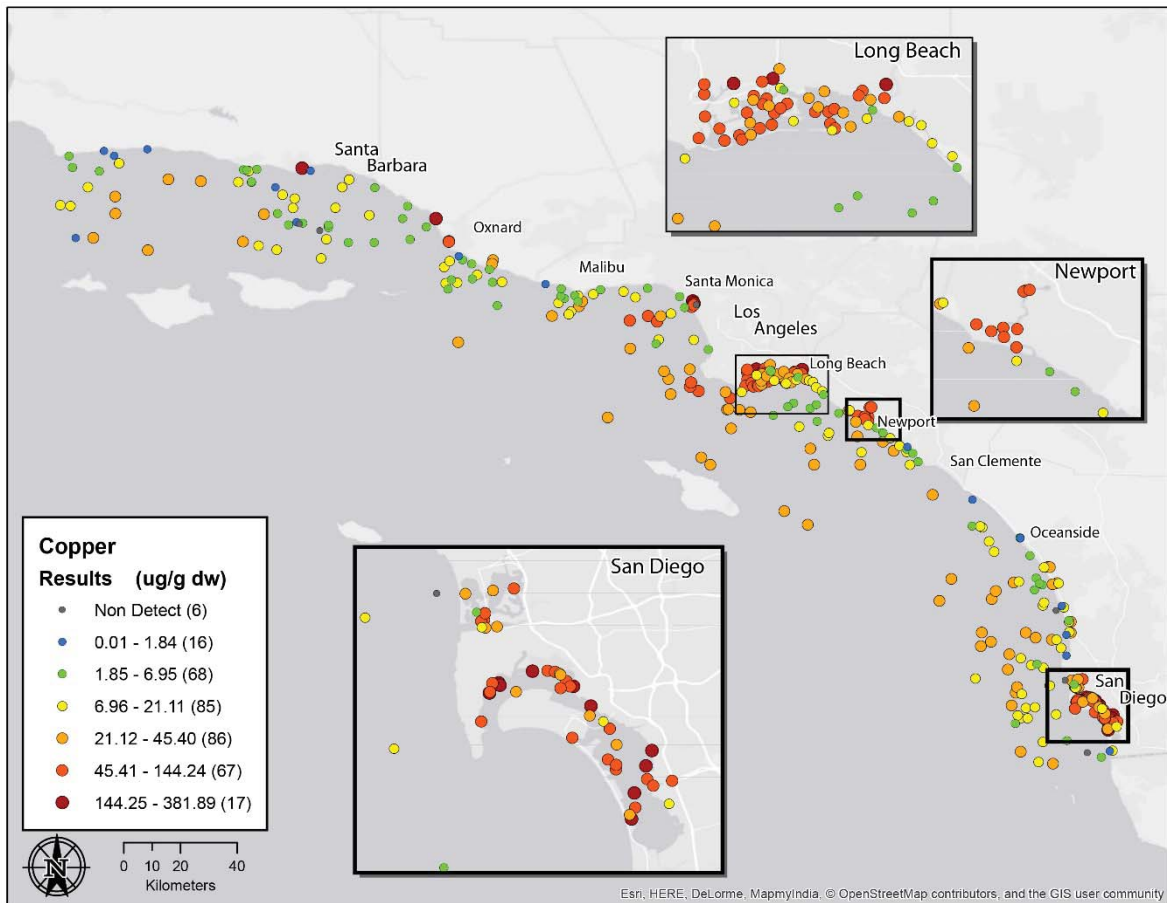 Long Beach
Santa
Barbara
Oxnard
Malibu
Santa Monica
Los
Angeles
Long Beach
Newport
Newport
San Clemente
Oceanside
San
Diego
San Diego
Copper
Results (ug/g dw)
Non Detect (6)
0.01 - 1.84 (16)
1.85 - 6.95 (68)
6.96 - 21.11 (85)
21.12 - 45.40 (86)
45.41 - 144.24 (67)
144.25 - 381.89 (17)
N
0 10 20 40
Kilometers
Esri, HERE, DeLorme, MapmyIndia, © OpenStreetMap contributors, and the GIS user community